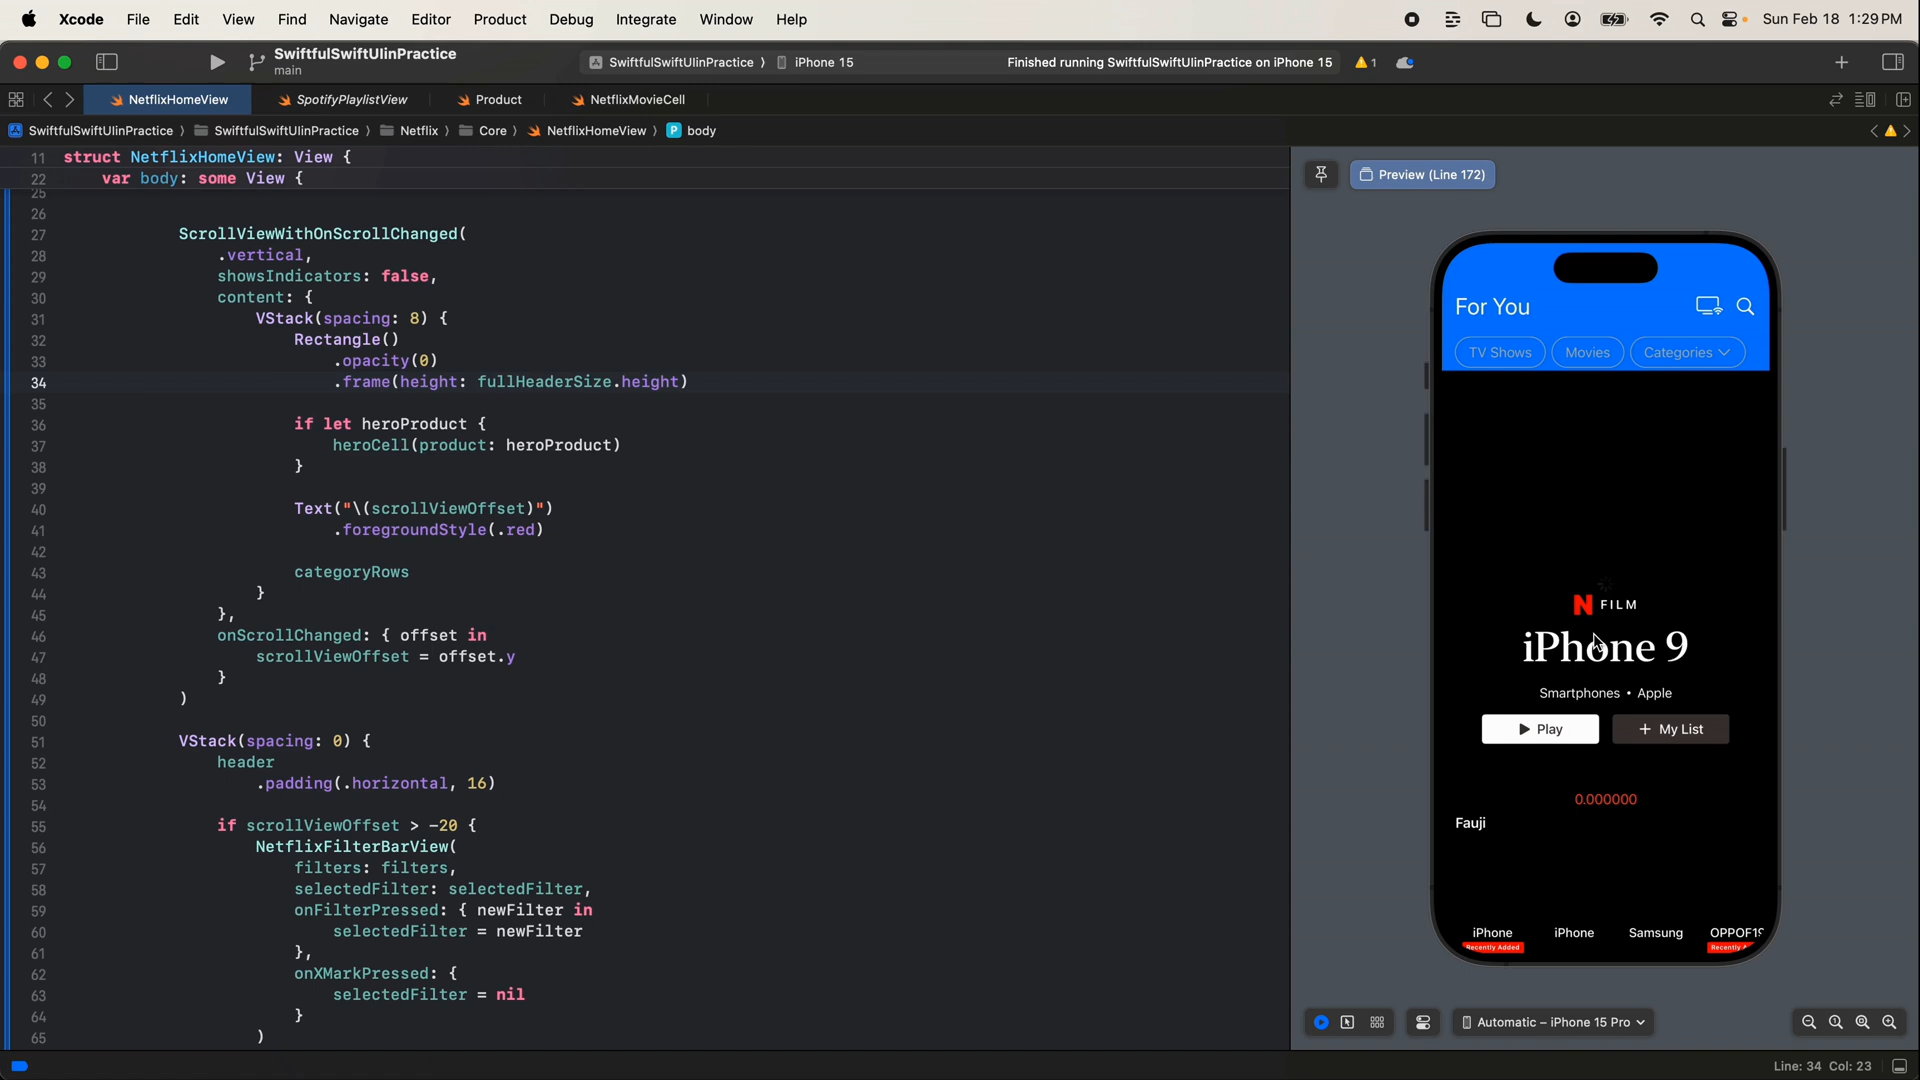 Xcode File Edit View Find Navigate Editor Product Debug Integrate Window Help Sun Feb 18 1:29 PM
SwiftfulSwiftUIinPractice
main
SwiftfulSwiftUIinPractice ⟩ iPhone 15 Finished running SwiftfulSwiftUIinPractice on iPhone 15 1
NetflixHomeView SpotifyPlaylistView Product NetflixMovieCell
SwiftfulSwiftUIinPractice ⟩ SwiftfulSwiftUIinPractice ⟩ Netflix ⟩ Core ⟩ NetflixHomeView ⟩ P body
11 struct NetflixHomeView: View {
22 var body: some View {
25
26
27 ScrollViewWithOnScrollChanged(
28 .vertical,
29 showsIndicators: false,
30 content: {
31 VStack(spacing: 8) {
32 Rectangle()
33 .opacity(0)
34 .frame(height: fullHeaderSize.height)
35
36 if let heroProduct {
37 heroCell(product: heroProduct)
38 }
39
40 Text("\(scrollViewOffset)")
41 .foregroundStyle(.red)
42
43 categoryRows
44 }
45 },
46 onScrollChanged: { offset in
47 scrollViewOffset = offset.y
48 }
49 )
50
51 VStack(spacing: 0) {
52 header
53 .padding(.horizontal, 16)
54
55 if scrollViewOffset > -20 {
56 NetflixFilterBarView(
57 filters: filters,
58 selectedFilter: selectedFilter,
59 onFilterPressed: { newFilter in
60 selectedFilter = newFilter
61 },
62 onXMarkPressed: {
63 selectedFilter = nil
64 }
65 )
Preview (Line 172)
For You
TV Shows Movies Categories
N FILM
iPhone 9
Smartphones • Apple
Play + My List
0.000000
Fauji
iPhone iPhone Samsung OPPOF19
Recently Added Recently A
Automatic – iPhone 15 Pro
Line: 34 Col: 23